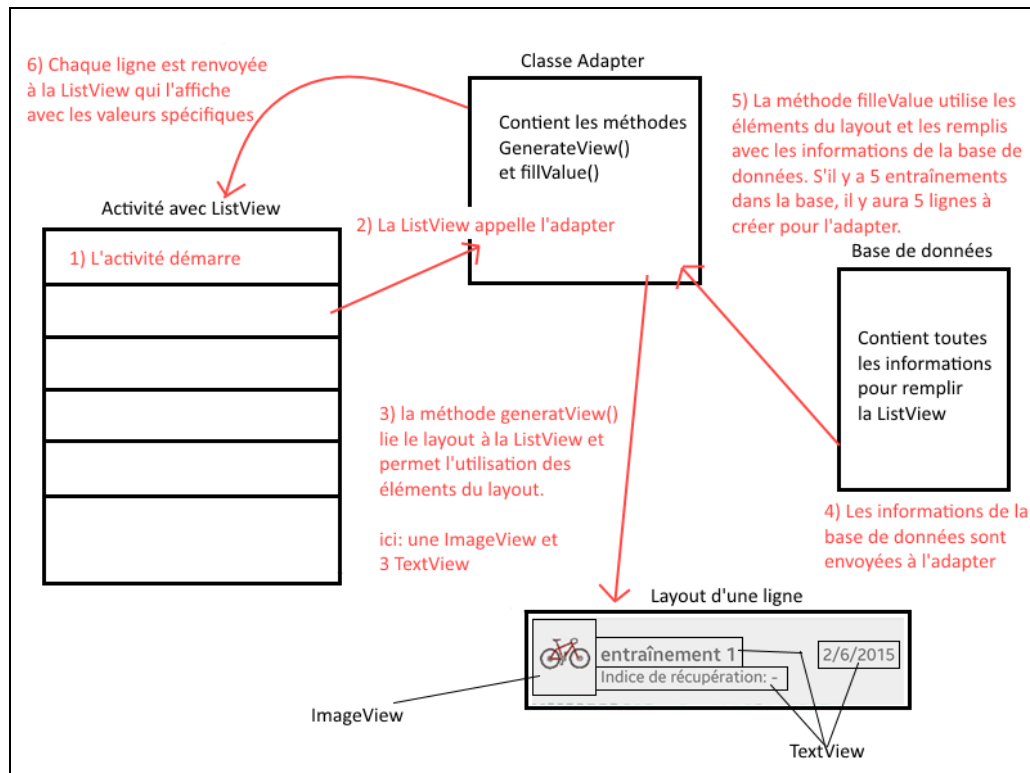 6) Chaque ligne est renvoyée
à la ListView qui l'affiche
avec les valeurs spécifiques
Classe Adapter
Contient les méthodes
GenerateView()
et fillValue()
5) La méthode filleValue utilise les
éléments du layout et les remplis
avec les informations de la base de
données. S'il y a 5 entraînements
dans la base, il y aura 5 lignes à
créer pour l'adapter.
Activité avec ListView
1) L'activité démarre
2) La ListView appelle l'adapter
Base de données
Contient toutes
les informations
pour remplir
la ListView
3) la méthode generatView()
lie le layout à la ListView et
permet l'utilisation des
éléments du layout.
ici: une ImageView et
3 TextView
4) Les informations de la
base de données sont
envoyées à l'adapter
Layout d'une ligne
entraînement 1
2/6/2015
Indice de récupération: -
ImageView
TextView